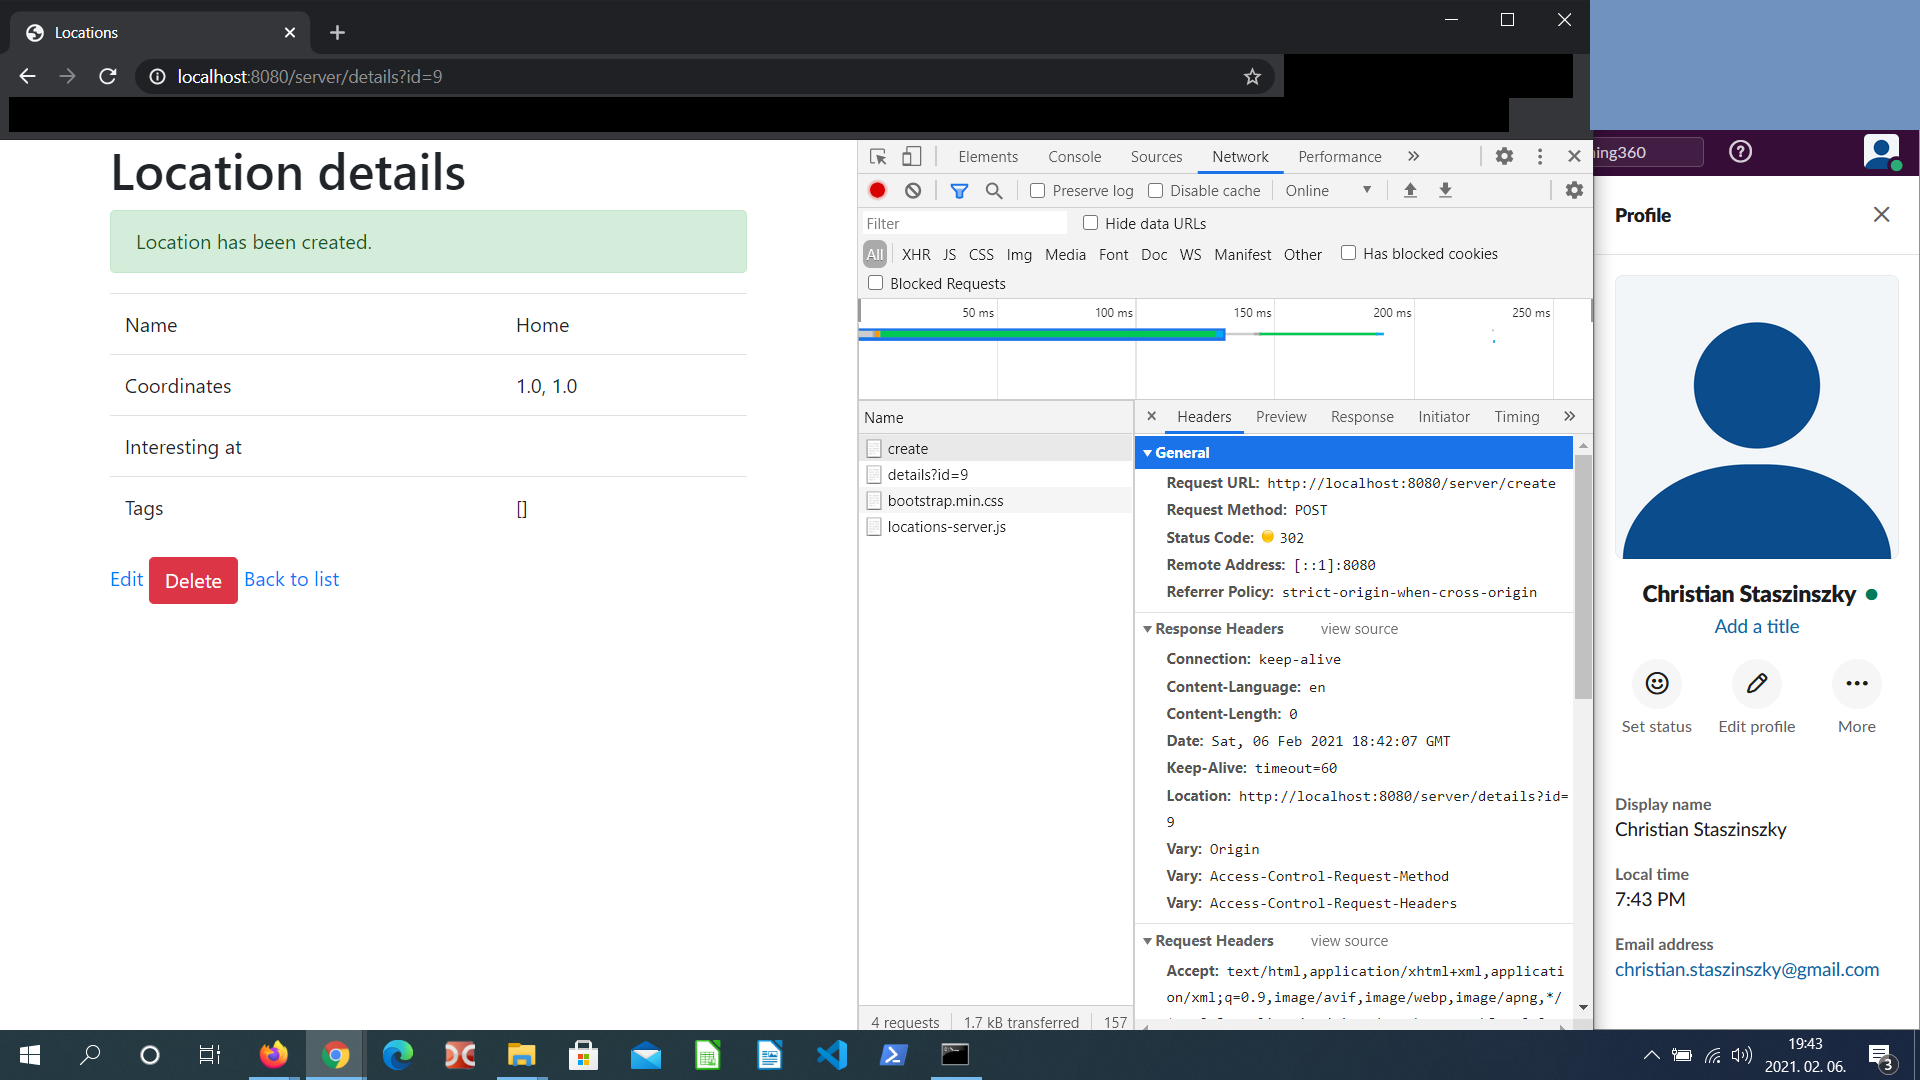 Locations
localhost:8080/server/details?id=9
Location details
Location has been created.
Name Home
Coordinates 1.0, 1.0
Interesting at
Tags []
Edit Delete Back to list
Elements Console Sources Network Performance
Preserve log Disable cache Online
Filter Hide data URLs
All XHR JS CSS Img Media Font Doc WS Manifest Other Has blocked cookies
Blocked Requests
50 ms 100 ms 150 ms 200 ms 250 ms
Name
create
details?id=9
bootstrap.min.css
locations-server.js
4 requests 1.7 kB transferred 157
Headers Preview Response Initiator Timing
General
Request URL: http://localhost:8080/server/create
Request Method: POST
Status Code: 302
Remote Address: [::1]:8080
Referrer Policy: strict-origin-when-cross-origin
Response Headers view source
Connection: keep-alive
Content-Language: en
Content-Length: 0
Date: Sat, 06 Feb 2021 18:42:07 GMT
Keep-Alive: timeout=60
Location: http://localhost:8080/server/details?id=
9
Vary: Origin
Vary: Access-Control-Request-Method
Vary: Access-Control-Request-Headers
Request Headers view source
Accept: text/html,application/xhtml+xml,applicati
on/xml;q=0.9,image/avif,image/webp,image/apng,*/
ing360
Profile
Christian Staszinszky
Add a title
Set status Edit profile More
Display name
Christian Staszinszky
Local time
7:43 PM
Email address
christian.staszinszky@gmail.com
19:43
2021. 02. 06.
3